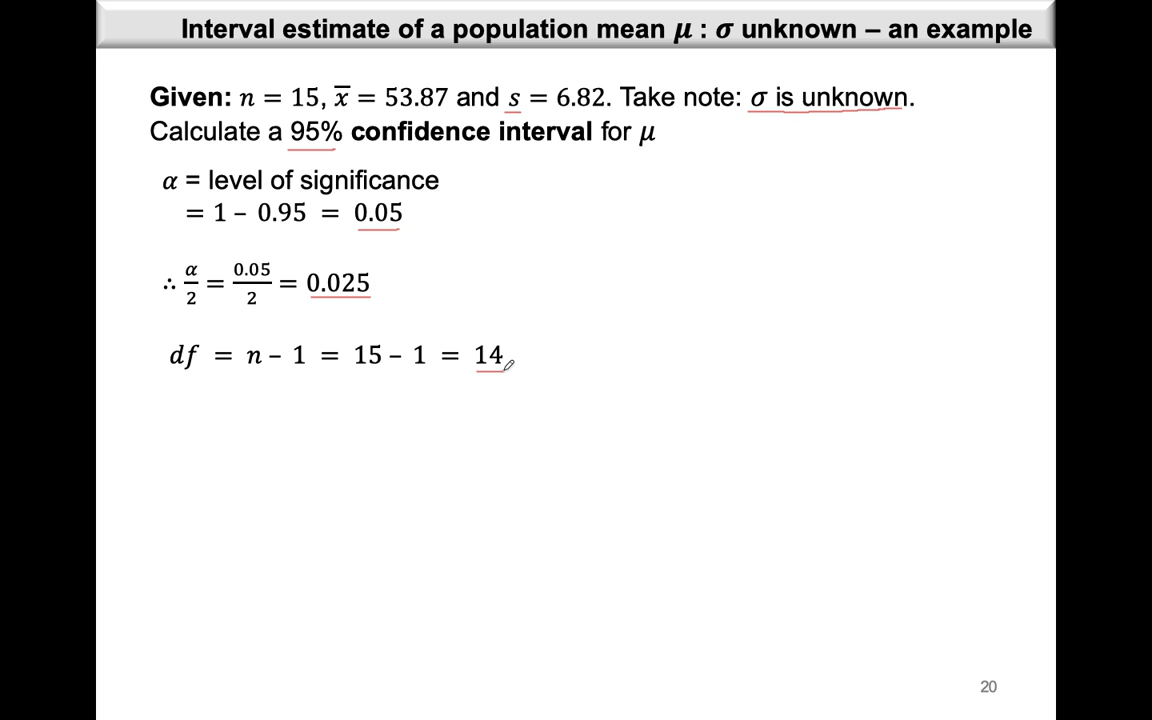 Interval estimate of a population mean μ : σ unknown – an example
Given: n = 15, x̅ = 53.87 and s = 6.82. Take note: σ is unknown.
Calculate a 95% confidence interval for μ
α = level of significance
= 1 – 0.95 = 0.05
∴ α/2 = 0.05/2 = 0.025
df = n – 1 = 15 – 1 = 14
20